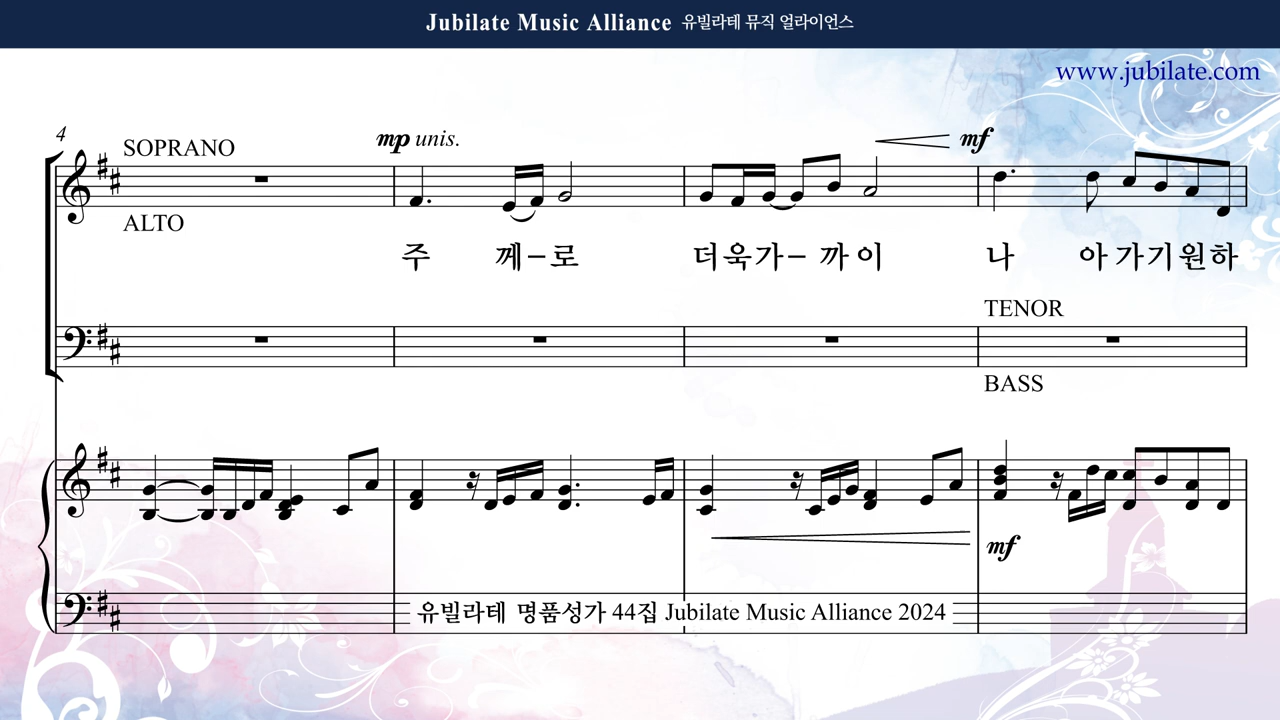 Jubilate Music Alliance 유빌라테 뮤직 얼라이언스
www.jubilate.com
4
SOPRANO
mp unis.
mf
ALTO
주 께–로 더욱가– 까이 나 아가기원하
TENOR
BASS
mf
유빌라테 명품성가 44집 Jubilate Music Alliance 2024